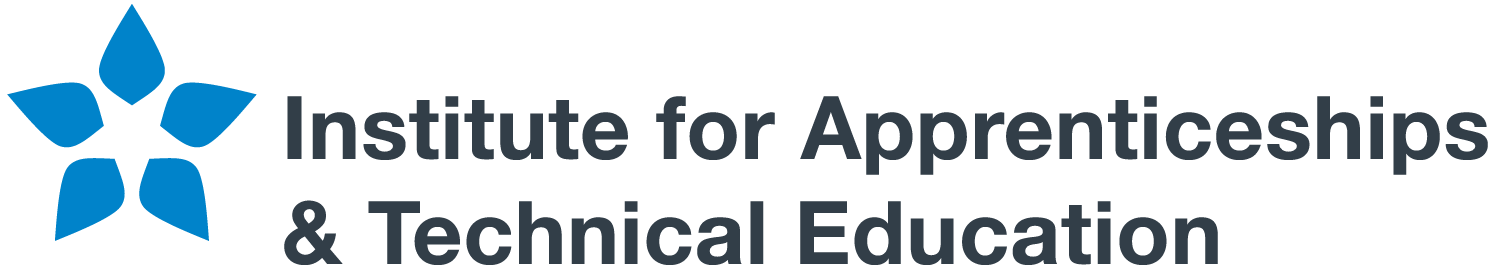 Institute for Apprenticeships
& Technical Education